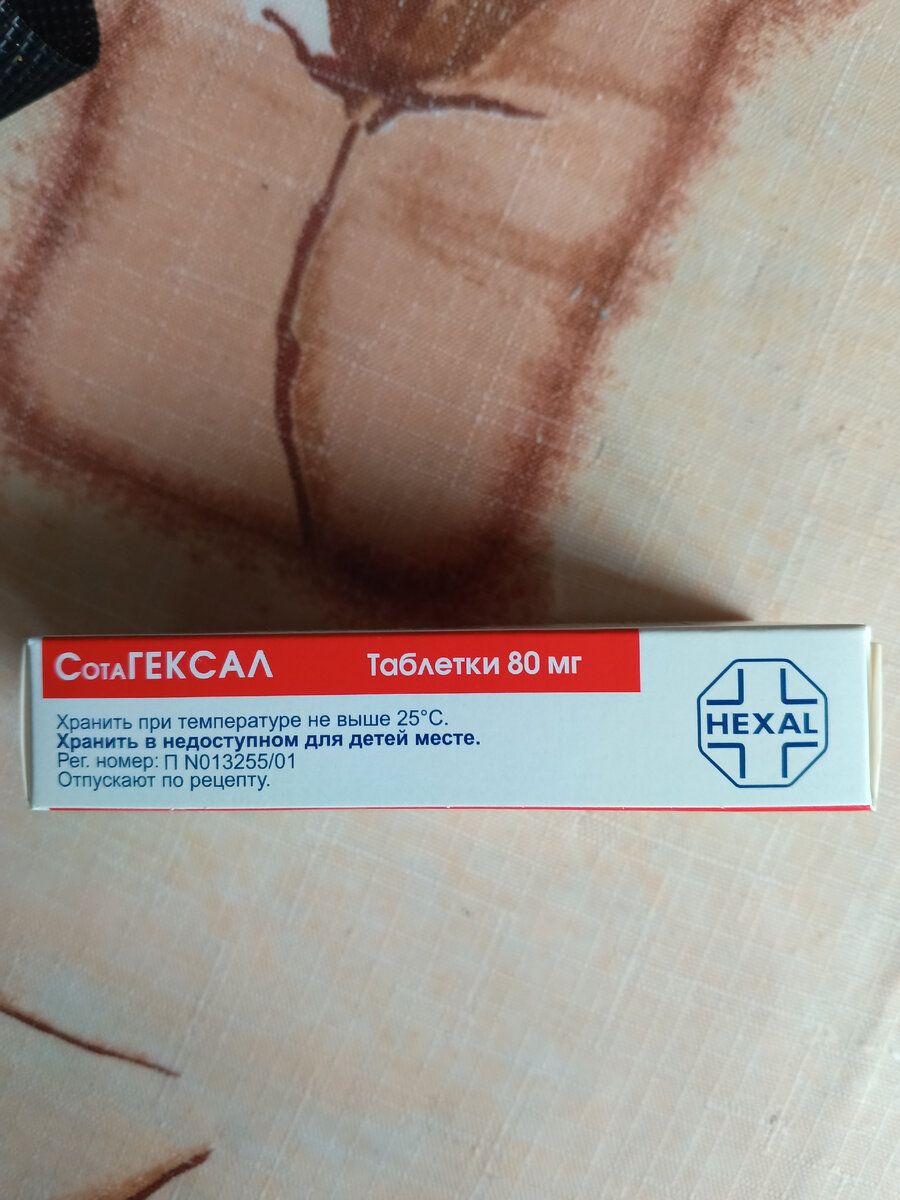 СотаГЕКСАЛ Таблетки 80 мг
Хранить при температуре не выше 25°C.
Хранить в недоступном для детей месте.
Рег. номер: П N013255/01
Отпускают по рецепту.
HEXAL